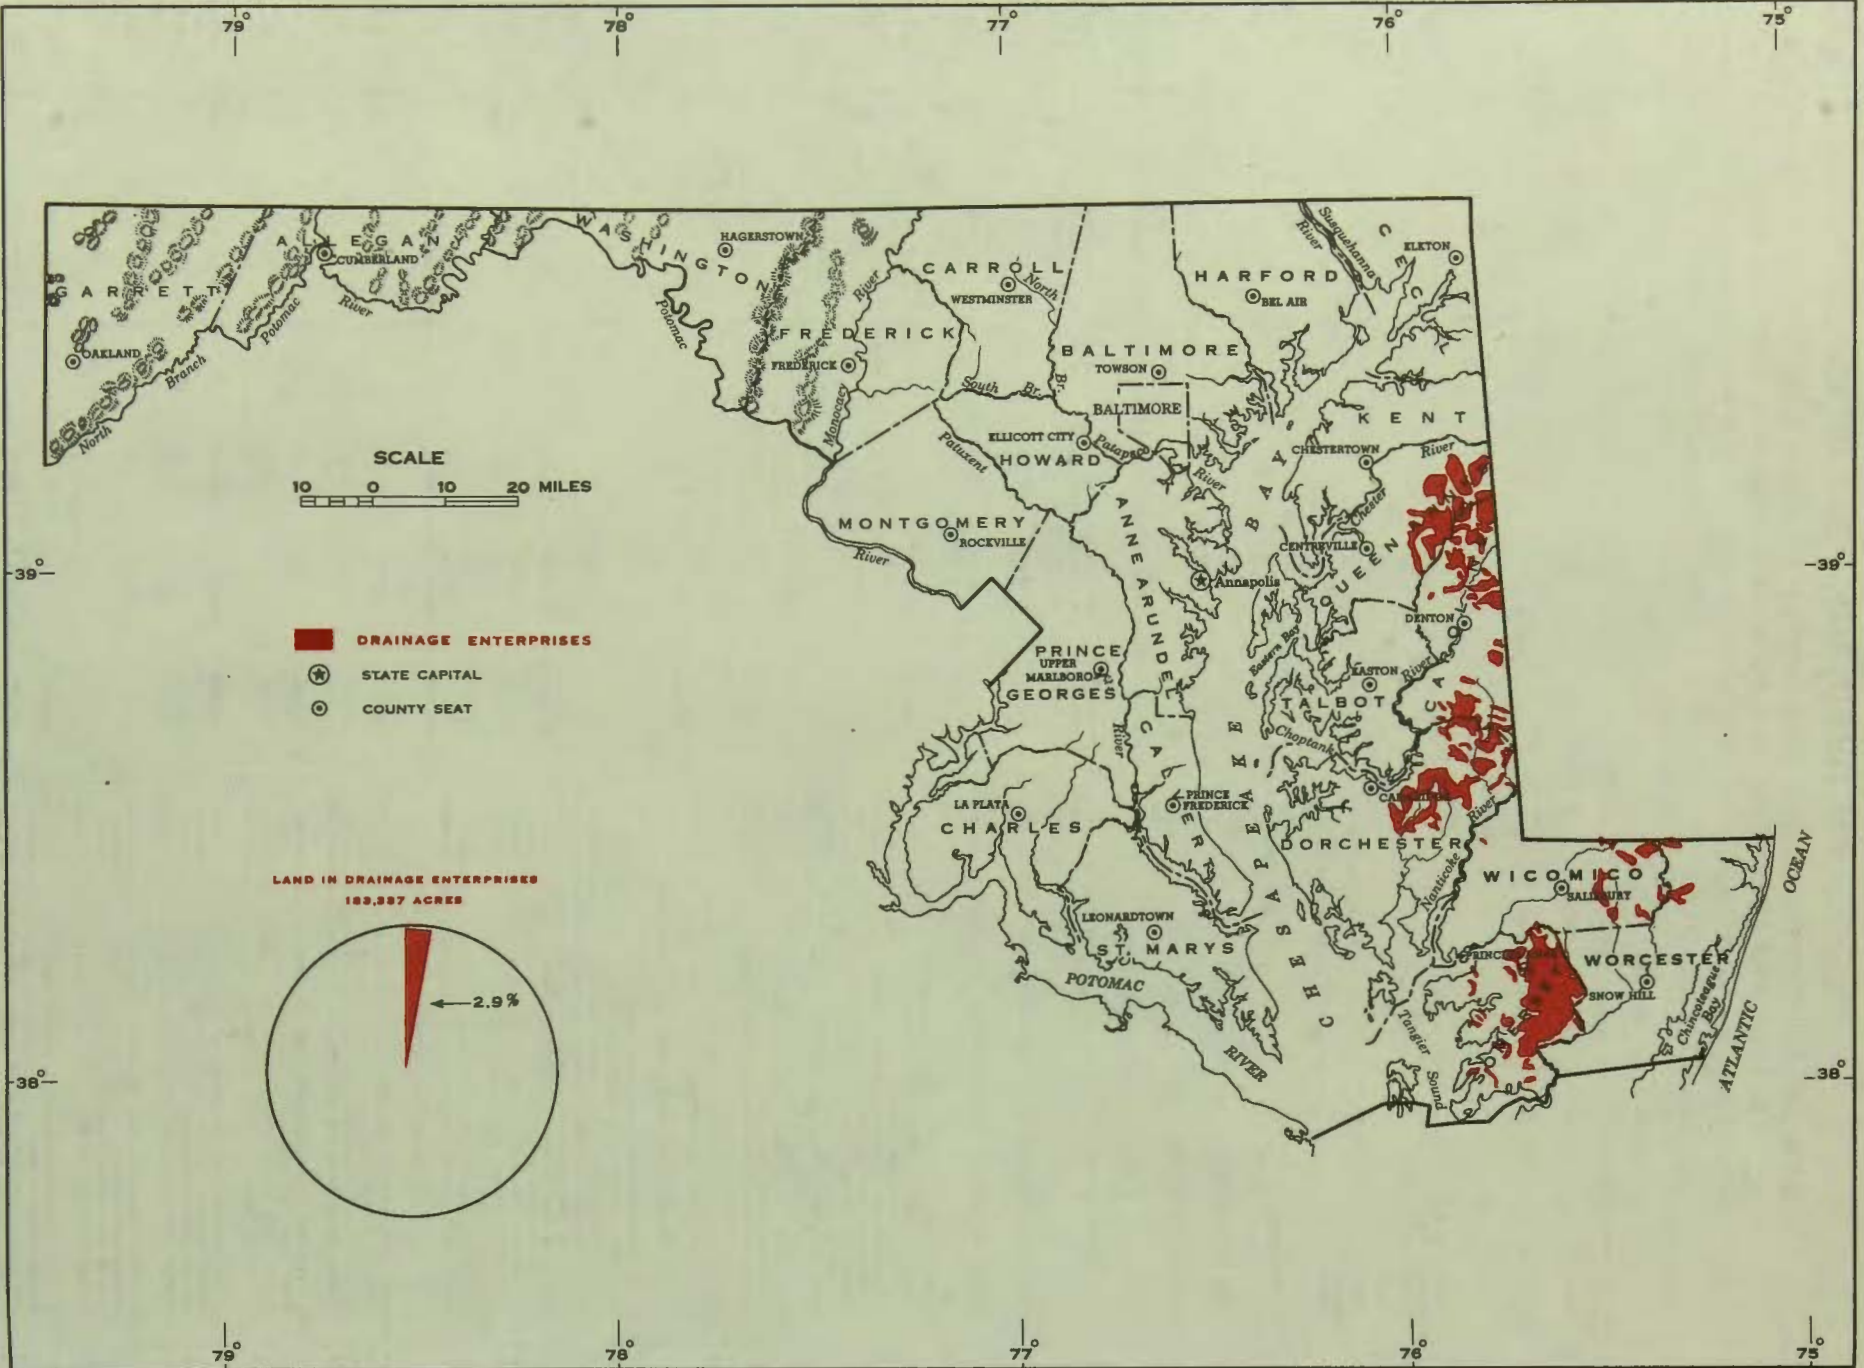 79° 78° 77° 76° 75°
WASHINGTON
HAGERSTOWN
ALLEGAN
CUMBERLAND
GARRETT
OAKLAND
North
Branch
Potomac
River
Potomac
CARROLL
WESTMINSTER
North
Br.
River
FREDERICK
FREDERICK
Monocacy
South Br.
HARFORD
BEL AIR
Susquehanna
River
CECIL
ELKTON
BALTIMORE
TOWSON
BALTIMORE
KENT
CHESTERTOWN
River
Chester
ELLICOTT CITY
HOWARD
Patapsco
River
Patuxent
MONTGOMERY
ROCKVILLE
River
ANNE ARUNDEL
Annapolis
CENTREVILLE
QUEEN
CHESAPEAKE BAY
SCALE
10 0 10 20 MILES
39° 39°
DRAINAGE ENTERPRISES
STATE CAPITAL
COUNTY SEAT
PRINCE
GEORGES
UPPER
MARLBORO
Eastern Bay
DENTON
River
EASTON
TALBOT
Choptank
CALVERT
River
PRINCE
FREDERICK
LA PLATA
CHARLES
DORCHESTER
River
Nanticoke
WICOMICO
SALISBURY
LEONARDTOWN
ST. MARYS
POTOMAC
RIVER
WORCESTER
SNOW HILL
Chincoteague
Bay
ATLANTIC
OCEAN
Tangier
Sound
LAND IN DRAINAGE ENTERPRISES
183,387 ACRES
2.9%
38° 38°
79° 78° 77° 76° 75°